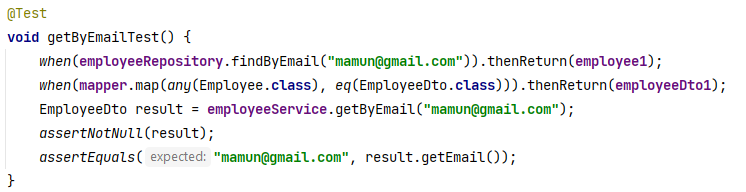 @Test
void getByEmailTest() {
    when(employeeRepository.findByEmail("mamun@gmail.com")).thenReturn(employee1);
    when(mapper.map(any(Employee.class), eq(EmployeeDto.class))).thenReturn(employeeDto1);
    EmployeeDto result = employeeService.getByEmail("mamun@gmail.com");
    assertNotNull(result);
    assertEquals( expected: "mamun@gmail.com", result.getEmail());
}